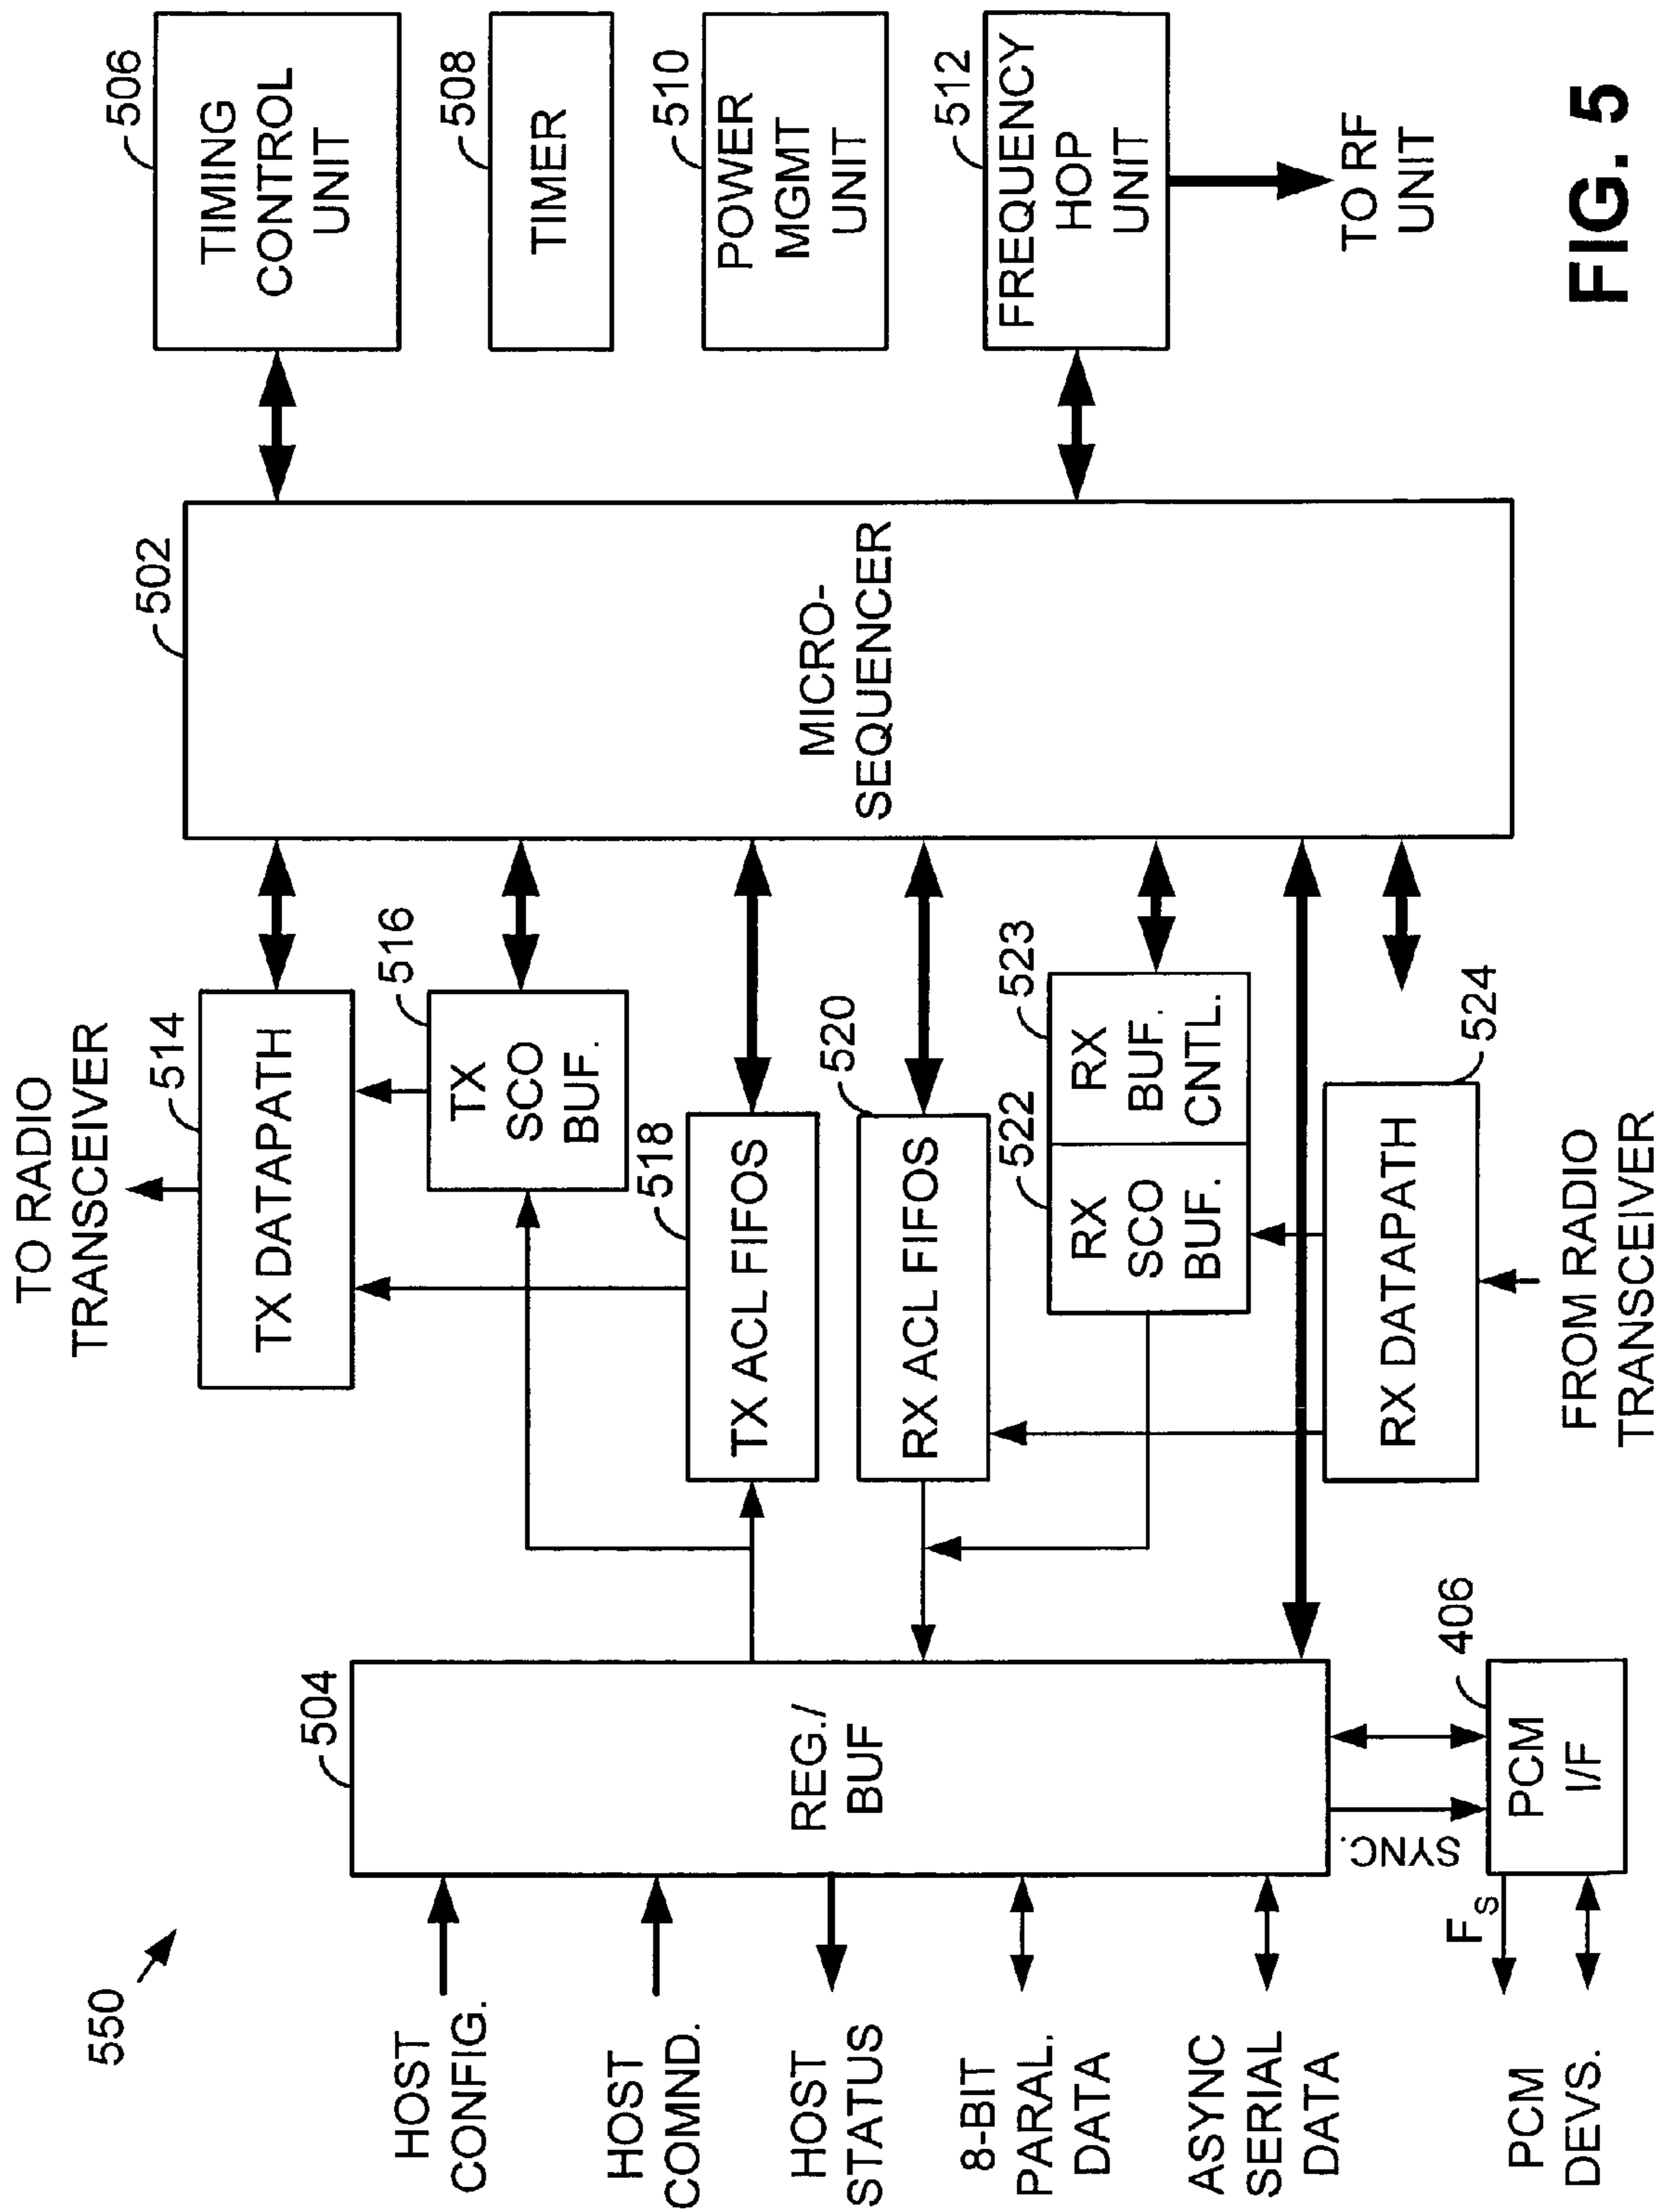 550
TO RADIO
TRANSCEIVER
514
TX DATAPATH
516
TX
SCO
BUF.
518
TX ACL FIFOS
520
RX ACL FIFOS
522
RX
SCO
BUF.
523
RX
BUF.
CNTL.
524
RX DATAPATH
FROM RADIO
TRANSCEIVER
502
MICRO-
SEQUENCER
506
TIMING
CONTROL
UNIT
508
TIMER
510
POWER
MGMT
UNIT
512
FREQUENCY
HOP
UNIT
TO RF
UNIT
504
REG./
BUF
HOST
CONFIG.
HOST
COMND.
HOST
STATUS
8-BIT
PARAL.
DATA
ASYNC
SERIAL
DATA
PCM
DEVS.
FS
SYNC.
406
PCM
I/F
FIG. 5